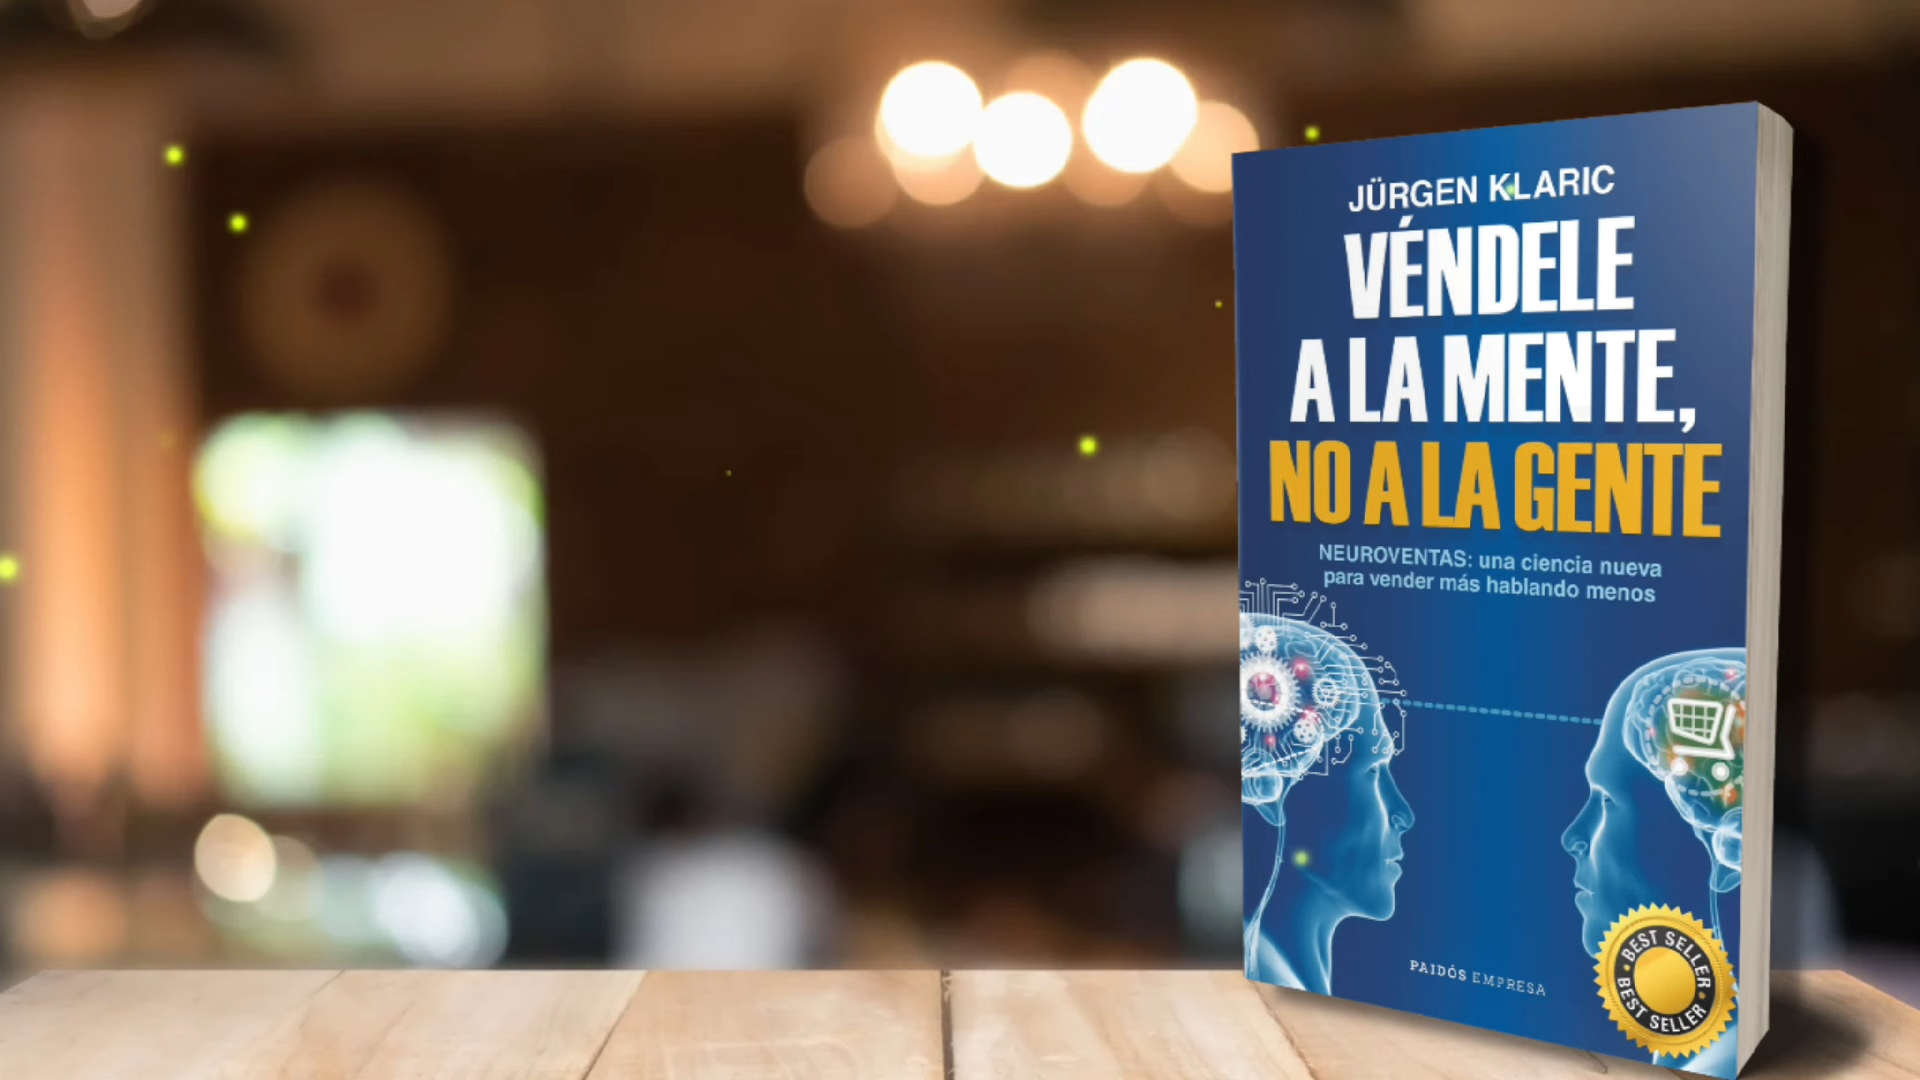 JÜRGEN KLARIC
VÉNDELE
A LA MENTE,
NO A LA GENTE
NEUROVENTAS: una ciencia nueva
para vender más hablando menos
PAIDÓS EMPRESA
BEST SELLER
BEST SELLER